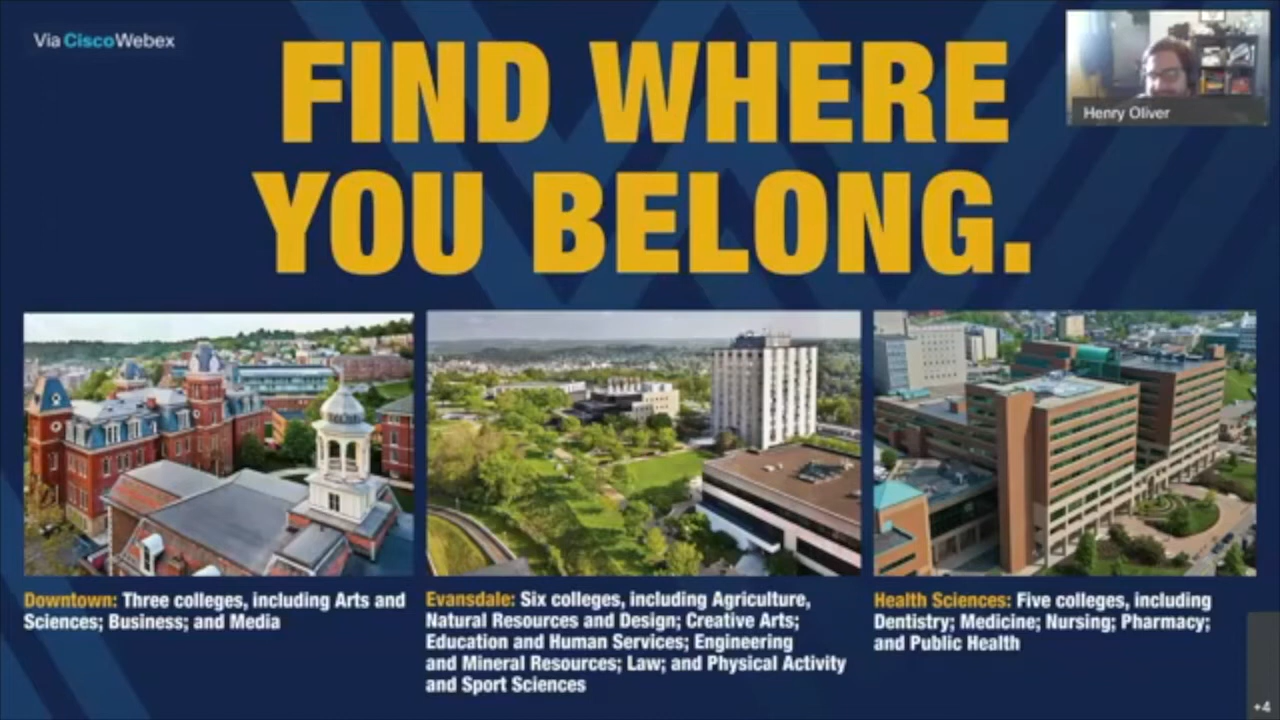 Via CiscoWebex
FIND WHERE
YOU BELONG.
Henry Oliver
Downtown: Three colleges, including Arts and
Sciences; Business; and Media
Evansdale: Six colleges, including Agriculture,
Natural Resources and Design; Creative Arts;
Education and Human Services; Engineering
and Mineral Resources; Law; and Physical Activity
and Sport Sciences
Health Sciences: Five colleges, including
Dentistry; Medicine; Nursing; Pharmacy;
and Public Health
+4